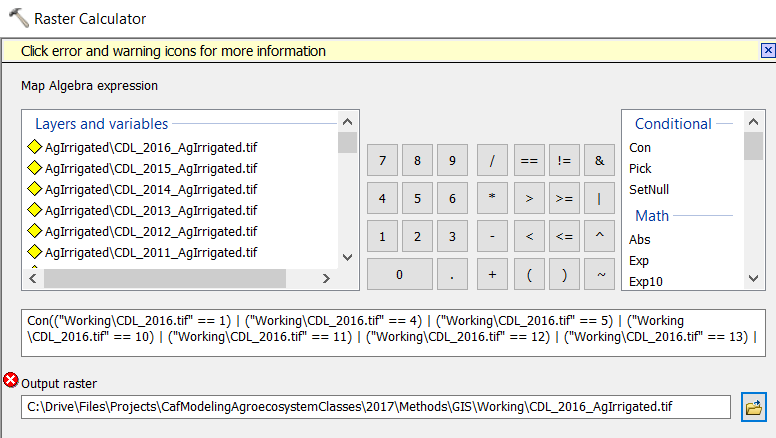 Raster Calculator
Click error and warning icons for more information
Map Algebra expression
Layers and variables
AgIrrigated\CDL_2016_AgIrrigated.tif
AgIrrigated\CDL_2015_AgIrrigated.tif
AgIrrigated\CDL_2014_AgIrrigated.tif
AgIrrigated\CDL_2013_AgIrrigated.tif
AgIrrigated\CDL_2012_AgIrrigated.tif
AgIrrigated\CDL_2011_AgIrrigated.tif
7 8 9 / == != &
4 5 6 * > >= |
1 2 3 - < <= ^
0 . + ( ) ~
Conditional
Con
Pick
SetNull
Math
Abs
Exp
Exp10
Con(("Working\CDL_2016.tif" == 1) | ("Working\CDL_2016.tif" == 4) | ("Working\CDL_2016.tif" == 5) | ("Working
\CDL_2016.tif" == 10) | ("Working\CDL_2016.tif" == 11) | ("Working\CDL_2016.tif" == 12) | ("Working\CDL_2016.tif" == 13) |
Output raster
C:\Drive\Files\Projects\CafModelingAgroecosystemClasses\2017\Methods\GIS\Working\CDL_2016_AgIrrigated.tif